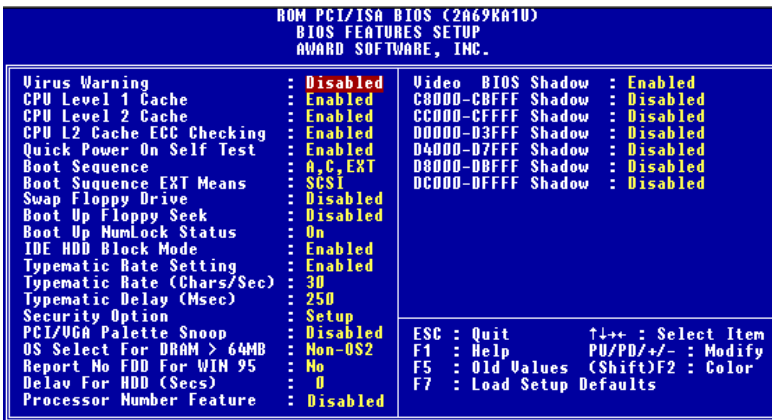 ROM PCI/ISA BIOS (2A69KA1U)
BIOS FEATURES SETUP
AWARD SOFTWARE, INC.
Virus Warning : Disabled
CPU Level 1 Cache : Enabled
CPU Level 2 Cache : Enabled
CPU L2 Cache ECC Checking : Enabled
Quick Power On Self Test : Enabled
Boot Sequence : A,C,EXT
Boot Suquence EXT Means : SCSI
Swap Floppy Drive : Disabled
Boot Up Floppy Seek : Disabled
Boot Up NumLock Status : On
IDE HDD Block Mode : Enabled
Typematic Rate Setting : Enabled
Typematic Rate (Chars/Sec) : 30
Typematic Delay (Msec) : 250
Security Option : Setup
PCI/VGA Palette Snoop : Disabled
OS Select For DRAM > 64MB : Non-OS2
Report No FDD For WIN 95 : No
Delay For HDD (Secs) : 0
Processor Number Feature : Disabled
Video BIOS Shadow : Enabled
C8000-CBFFF Shadow : Disabled
CC000-CFFFF Shadow : Disabled
D0000-D3FFF Shadow : Disabled
D4000-D7FFF Shadow : Disabled
D8000-DBFFF Shadow : Disabled
DC000-DFFFF Shadow : Disabled
ESC : Quit ↑↓→← : Select Item
F1 : Help PU/PD/+/- : Modify
F5 : Old Values (Shift)F2 : Color
F7 : Load Setup Defaults